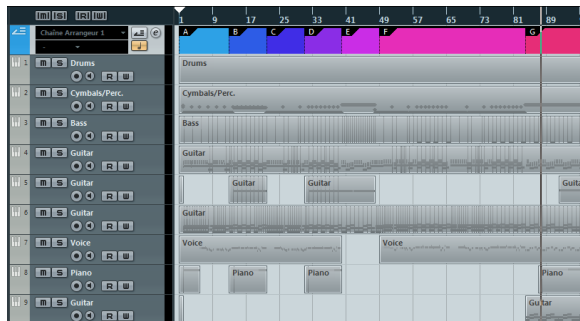 m s R W
1 9 17 25 33 41 49 57 65 73 81 89
Chaîne Arrangeur 1 e
-
A B C D E F G
1 m S Drums
R W
Drums
2 m S Cymbals/Perc.
R W
Cymbals/Perc.
3 m S Bass
R W
Bass
4 m S Guitar
R W
Guitar
5 m S Guitar
R W
Guitar Guitar Guita
6 m S Guitar
R W
Guitar
7 m S Voice
R W
Voice Voice
8 m S Piano
R W
Piano Piano Piano
9 m S Guitar
R W
Guitar